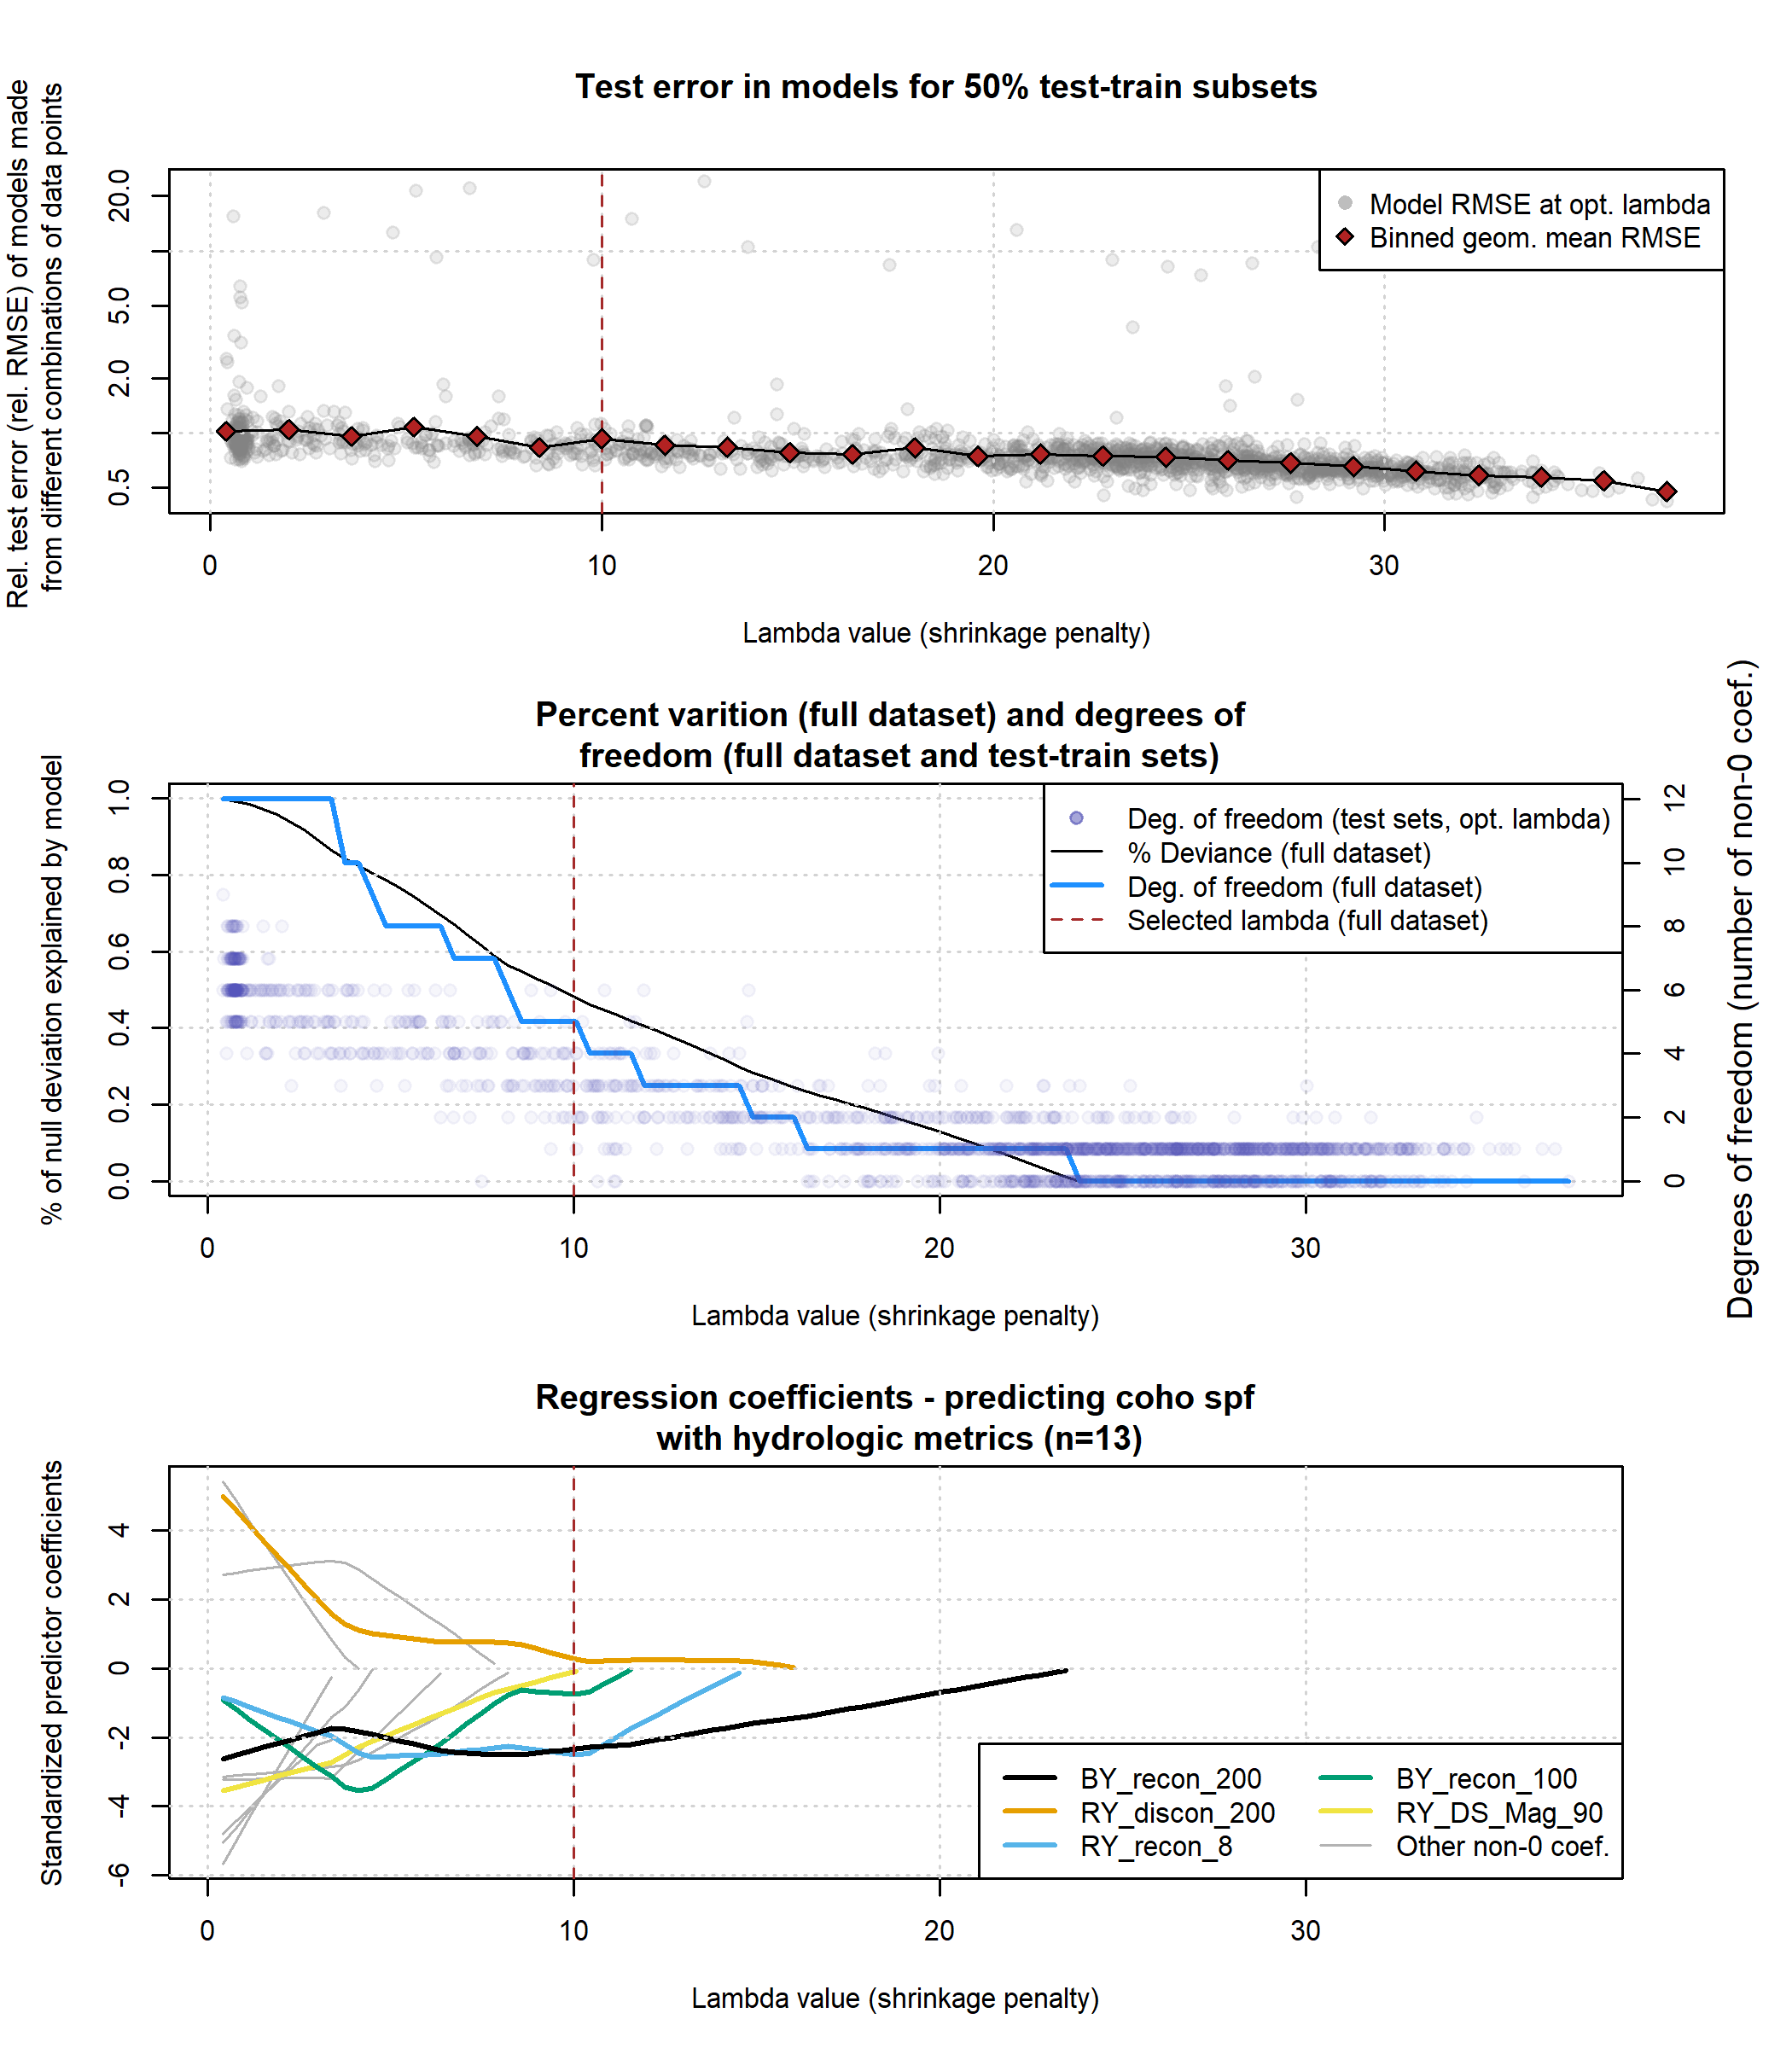 Test error in models for 50% test-train subsets
Rel. test error (rel. RMSE) of models made
from different combinations of data points
20.0
5.0
2.0
0.5
Model RMSE at opt. lambda
Binned geom. mean RMSE
0
10
20
30
Lambda value (shrinkage penalty)
Percent varition (full dataset) and degrees of
freedom (full dataset and test-train sets)
% of null deviation explained by model
1.0
0.8
0.6
0.4
0.2
0.0
Deg. of freedom (test sets, opt. lambda)
% Deviance (full dataset)
Deg. of freedom (full dataset)
Selected lambda (full dataset)
12
10
8
6
4
2
0
Degrees of freedom (number of non-0 coef.)
0
10
20
30
Lambda value (shrinkage penalty)
Regression coefficients - predicting coho spf
with hydrologic metrics (n=13)
Standardized predictor coefficients
4
2
0
-2
-4
-6
BY_recon_200
RY_discon_200
RY_recon_8
BY_recon_100
RY_DS_Mag_90
Other non-0 coef.
0
10
20
30
Lambda value (shrinkage penalty)